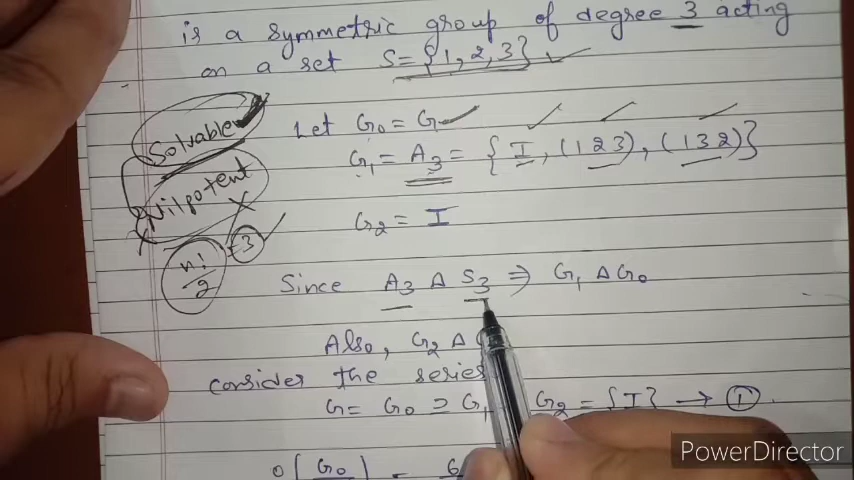 is a symmetric group of degree 3 acting
on a set S = {1, 2, 3}
Solvable
Nilpotent
n!/2 = 3
Let G₀ = G
G₁ = A₃ = { I, (1 2 3), (1 3 2) }
G₂ = I
Since A₃ Δ S₃ ⇒ G₁ Δ G₀
Also, G₂ Δ
Consider the series
G = G₀ ⊇ G₁ G₂ = {I} → ①.
O( G₀ = 6
PowerDirector